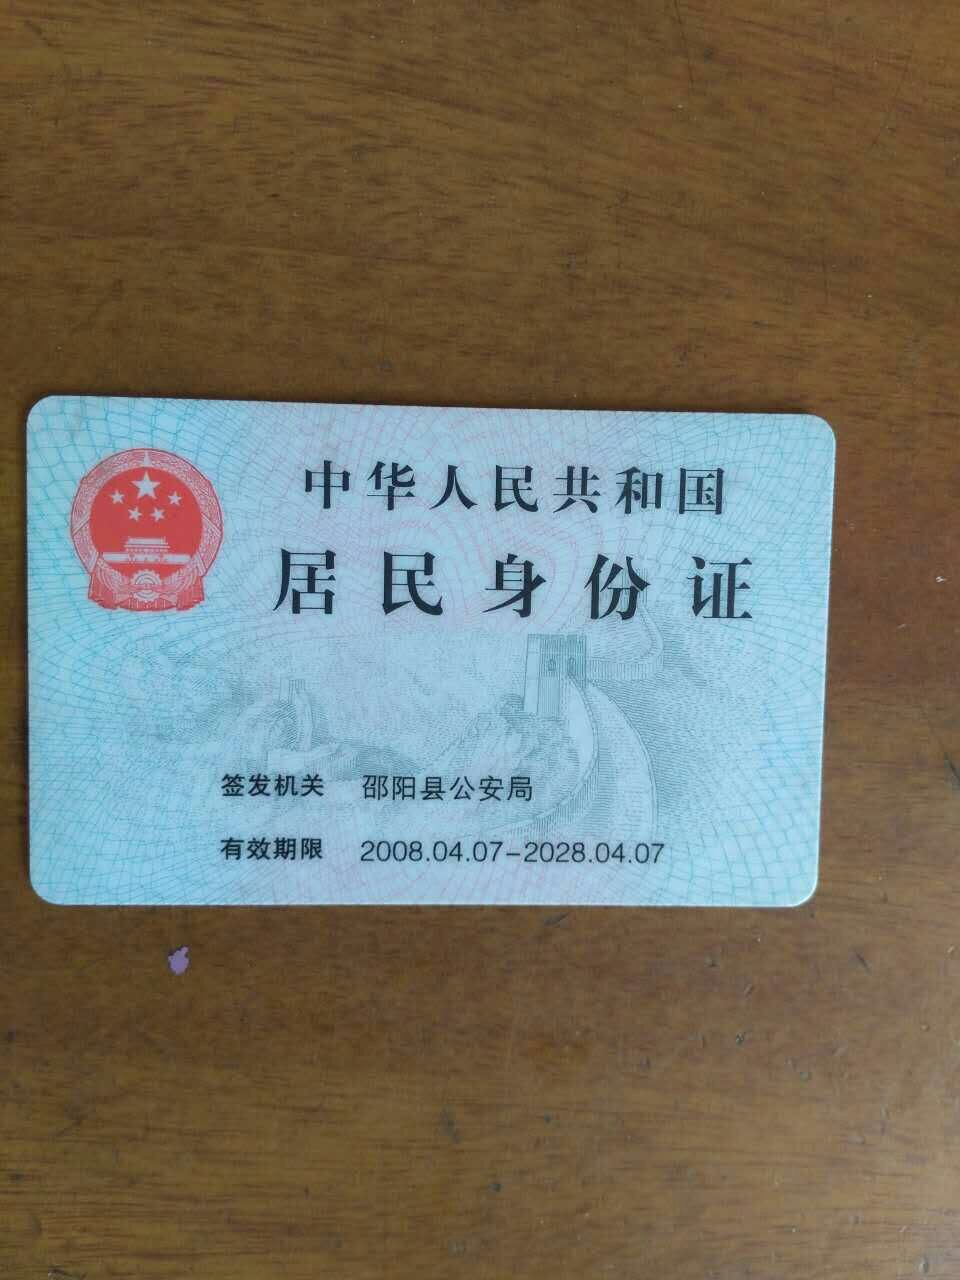 中华人民共和国
居民身份证
签发机关 邵阳县公安局
有效期限 2008.04.07-2028.04.07